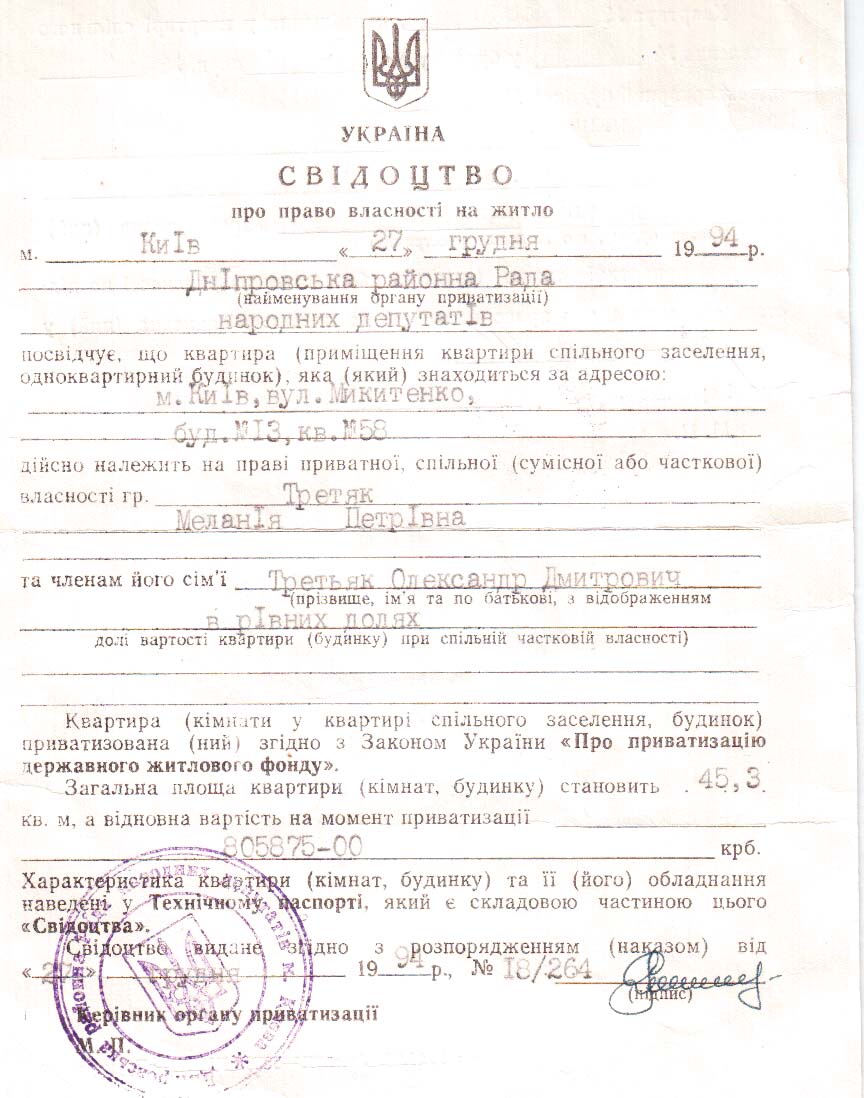 УКРАЇНА
СВІДОЦТВО
про право власності на житло
м. КиІв «27» грудня 1994 р.
ДнІпровська районна Рада
(найменування органу приватизації)
народних депутатІв
посвідчує, що квартира (приміщення квартири спільного заселення,
одноквартирний будинок), яка (який) знаходиться за адресою:
м.КиІв,вул.Микитенко,
буд.№ІЗ,кв.№58
дійсно належить на праві приватної, спільної (сумісної або часткової)
власності гр. Третяк
МеланІя ПетрІвна
та членам його сім'ї Третьяк Олександр Дмитрович
(прізвище, ім'я та по батькові, з відображенням
в рІвних долях
долі вартості квартири (будинку) при спільній частковій власності)
Квартира (кімнати у квартирі спільного заселення, будинок)
приватизована (ний) згідно з Законом України «Про приватизацію
державного житлового фонду».
Загальна площа квартири (кімнат, будинку) становить 45,3
кв. м, а відновна вартість на момент приватизації
805875-00 крб.
Характеристика квартири (кімнат, будинку) та її (його) обладнання
наведені у Технічному паспорті, який є складовою частиною цього
«Свідоцтва».
Свідоцтво видане згідно з розпорядженням (наказом) від
«27» грудня 1994 р., № І8/264
(підпис)
Керівник органу приватизації
М. П.